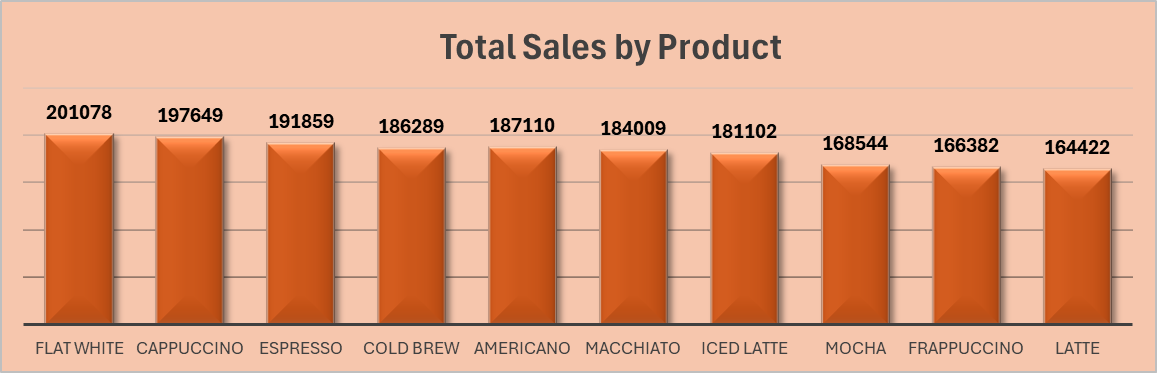 Total Sales by Product
201078 197649 191859 186289 187110 184009 181102 168544 166382 164422
FLAT WHITE CAPPUCCINO ESPRESSO COLD BREW AMERICANO MACCHIATO ICED LATTE MOCHA FRAPPUCCINO LATTE